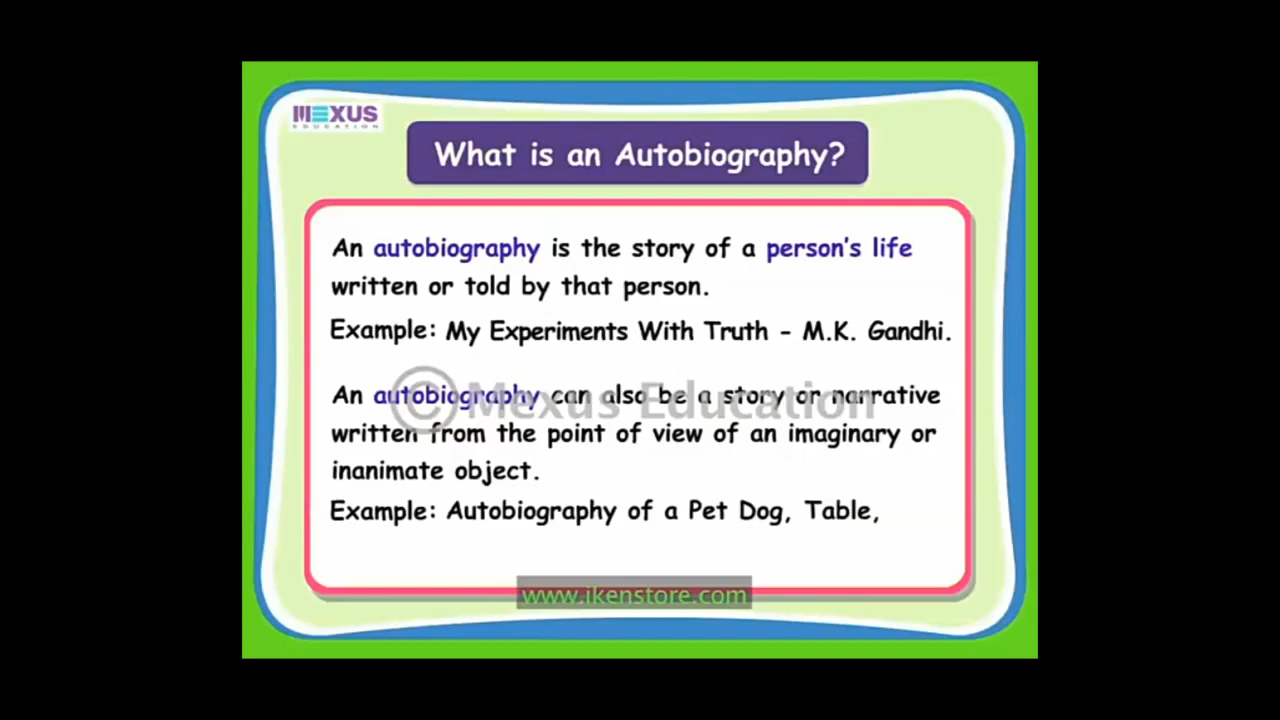 MEXUS
EDUCATION
What is an Autobiography?
An autobiography is the story of a person's life
written or told by that person.
Example: My Experiments With Truth - M.K. Gandhi.
An autobiography can also be a story or narrative
© Mexus Education
written from the point of view of an imaginary or
inanimate object.
Example: Autobiography of a Pet Dog, Table,
www.ikenstore.com